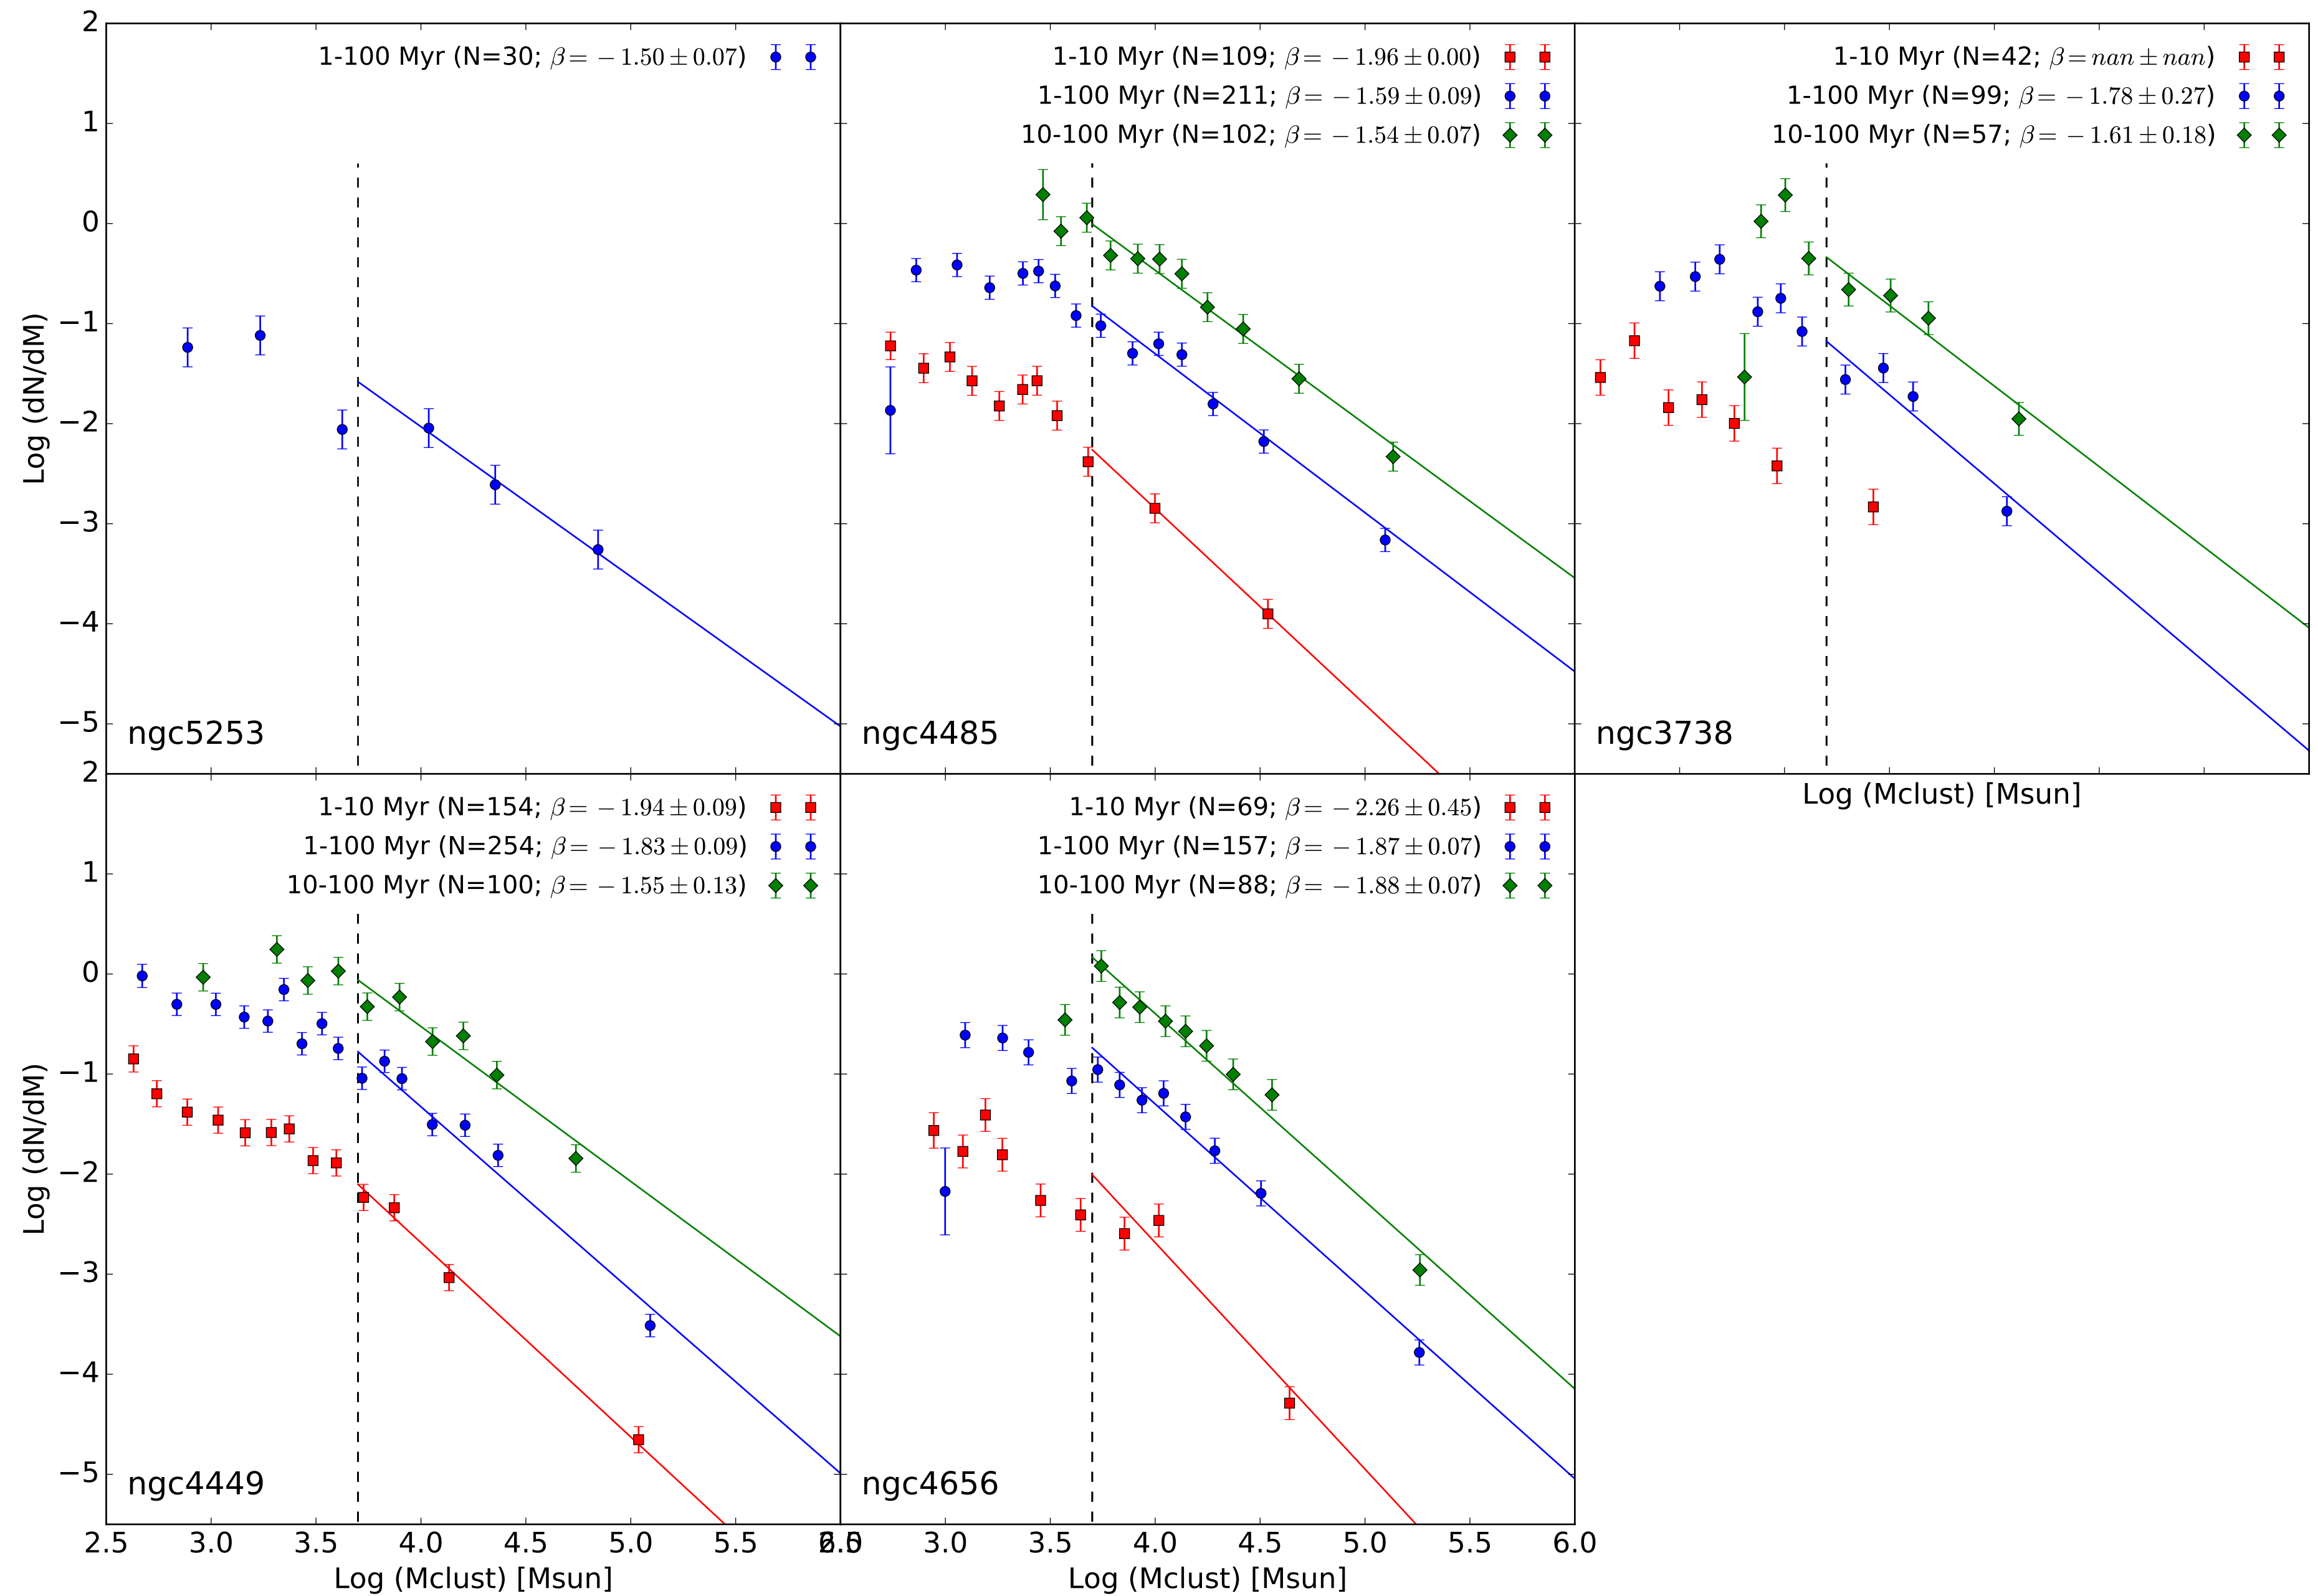 2
1
0
−1
−2
−3
−4
−5
Log (dN/dM)
1-100 Myr (N=30; β = −1.50 ± 0.07)
ngc5253
1-10 Myr (N=109; β = −1.96 ± 0.00)
1-100 Myr (N=211; β = −1.59 ± 0.09)
10-100 Myr (N=102; β = −1.54 ± 0.07)
ngc4485
1-10 Myr (N=42; β = nan ± nan)
1-100 Myr (N=99; β = −1.78 ± 0.27)
10-100 Myr (N=57; β = −1.61 ± 0.18)
ngc3738
Log (Mclust) [Msun]
2
1
0
−1
−2
−3
−4
−5
Log (dN/dM)
1-10 Myr (N=154; β = −1.94 ± 0.09)
1-100 Myr (N=254; β = −1.83 ± 0.09)
10-100 Myr (N=100; β = −1.55 ± 0.13)
ngc4449
2.5 3.0 3.5 4.0 4.5 5.0 5.5 6.0
Log (Mclust) [Msun]
1-10 Myr (N=69; β = −2.26 ± 0.45)
1-100 Myr (N=157; β = −1.87 ± 0.07)
10-100 Myr (N=88; β = −1.88 ± 0.07)
ngc4656
2.5 3.0 3.5 4.0 4.5 5.0 5.5 6.0
Log (Mclust) [Msun]